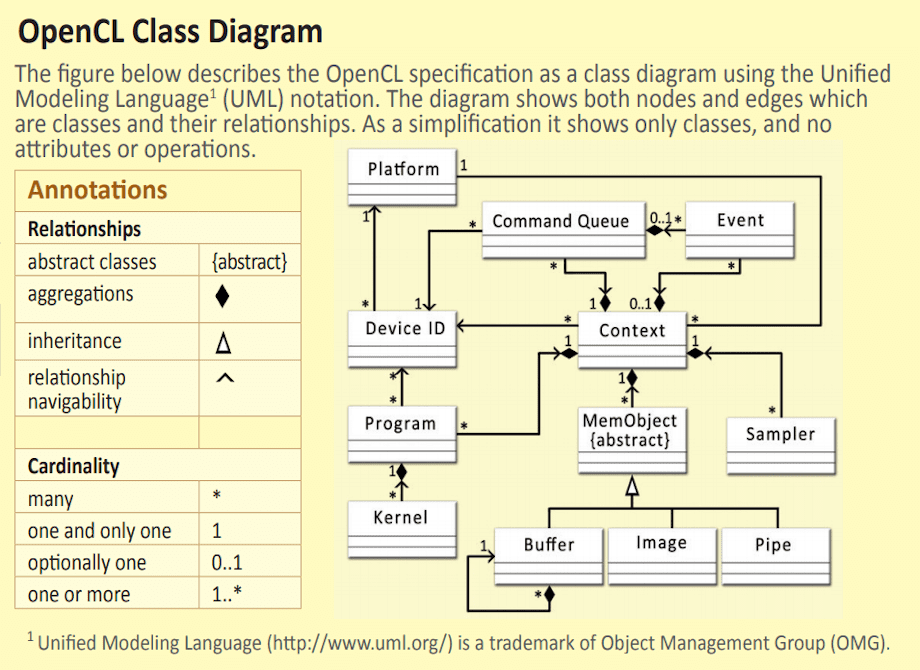 OpenCL Class Diagram
The figure below describes the OpenCL specification as a class diagram using the Unified
Modeling Language¹ (UML) notation. The diagram shows both nodes and edges which
are classes and their relationships. As a simplification it shows only classes, and no
attributes or operations.
Annotations
Relationships
abstract classes {abstract}
aggregations
inheritance
relationship
navigability
Cardinality
many *
one and only one 1
optionally one 0..1
one or more 1..*
Platform 1
1
* Command Queue 0..1 * Event
* *
* 1 1 0..1
Device ID * Context *
1 1
* 1
* *
Program *
MemObject
{abstract}
*
Sampler
1
*
Kernel
1 Buffer Image Pipe
*
¹ Unified Modeling Language (http://www.uml.org/) is a trademark of Object Management Group (OMG).